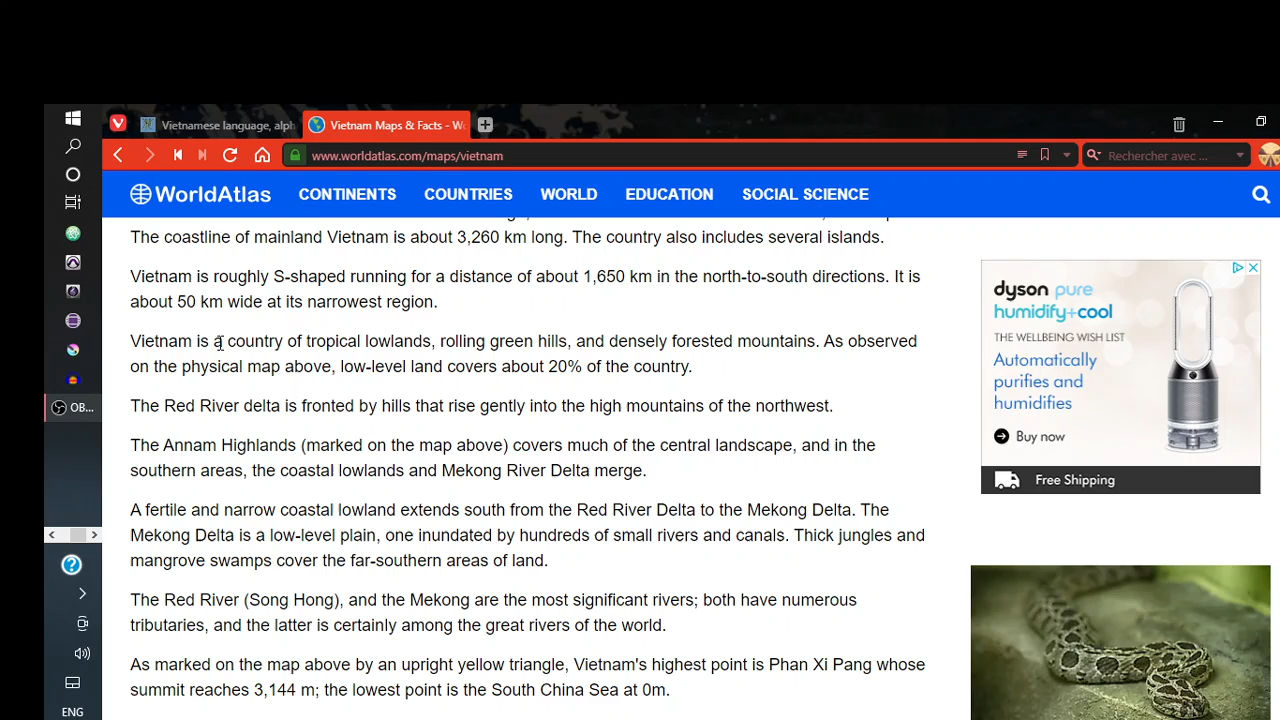 Vietnamese language, alph
Vietnam Maps & Facts - Wo
www.worldatlas.com/maps/vietnam
Rechercher avec ...
WorldAtlas CONTINENTS COUNTRIES WORLD EDUCATION SOCIAL SCIENCE
The coastline of mainland Vietnam is about 3,260 km long. The country also includes several islands.
Vietnam is roughly S-shaped running for a distance of about 1,650 km in the north-to-south directions. It is
about 50 km wide at its narrowest region.
Vietnam is a country of tropical lowlands, rolling green hills, and densely forested mountains. As observed
on the physical map above, low-level land covers about 20% of the country.
The Red River delta is fronted by hills that rise gently into the high mountains of the northwest.
The Annam Highlands (marked on the map above) covers much of the central landscape, and in the
southern areas, the coastal lowlands and Mekong River Delta merge.
A fertile and narrow coastal lowland extends south from the Red River Delta to the Mekong Delta. The
Mekong Delta is a low-level plain, one inundated by hundreds of small rivers and canals. Thick jungles and
mangrove swamps cover the far-southern areas of land.
The Red River (Song Hong), and the Mekong are the most significant rivers; both have numerous
tributaries, and the latter is certainly among the great rivers of the world.
As marked on the map above by an upright yellow triangle, Vietnam's highest point is Phan Xi Pang whose
summit reaches 3,144 m; the lowest point is the South China Sea at 0m.
dyson pure
humidify+cool
THE WELLBEING WISH LIST
Automatically
purifies and
humidifies
Buy now
Free Shipping
OB...
ENG